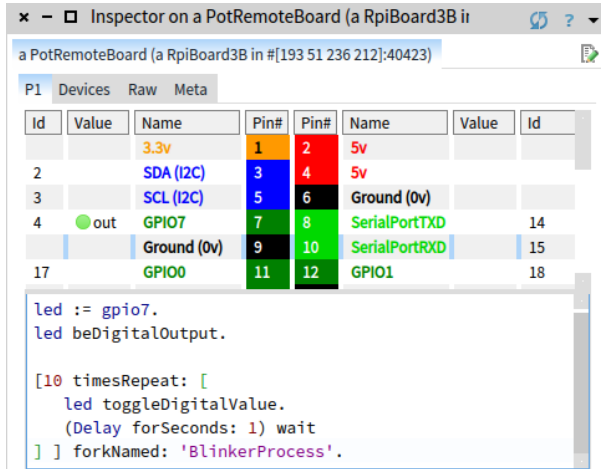 Inspector on a PotRemoteBoard (a RpiBoard3B in
a PotRemoteBoard (a RpiBoard3B in #[193 51 236 212]:40423)
P1 Devices Raw Meta
Id Value Name Pin# Pin# Name Value Id
3.3v 1 2 5v
2 SDA (I2C) 3 4 5v
3 SCL (I2C) 5 6 Ground (0v)
4 out GPIO7 7 8 SerialPortTXD 14
Ground (0v) 9 10 SerialPortRXD 15
17 GPIO0 11 12 GPIO1 18
led := gpio7.
led beDigitalOutput.
[10 timesRepeat: [
led toggleDigitalValue.
(Delay forSeconds: 1) wait
] ] forkNamed: 'BlinkerProcess'.